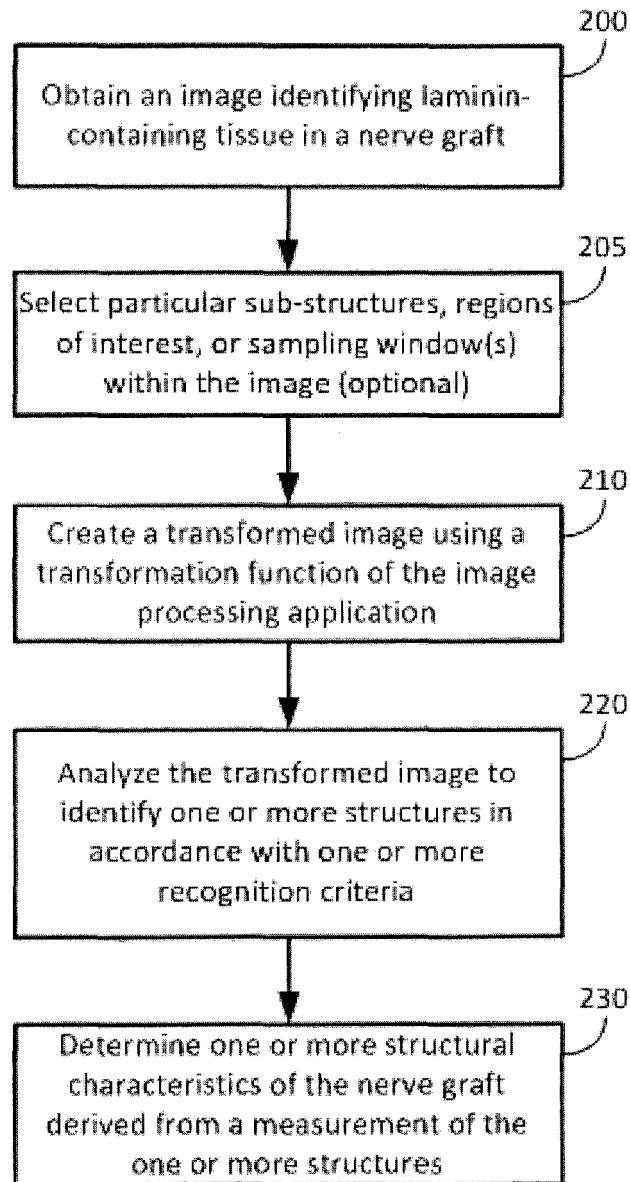 200
Obtain an image identifying laminin-
containing tissue in a nerve graft
205
Select particular sub-structures, regions
of interest, or sampling window(s)
within the image (optional)
210
Create a transformed image using a
transformation function of the image
processing application
220
Analyze the transformed image to
identify one or more structures in
accordance with one or more
recognition criteria
230
Determine one or more structural
characteristics of the nerve graft
derived from a measurement of the
one or more structures